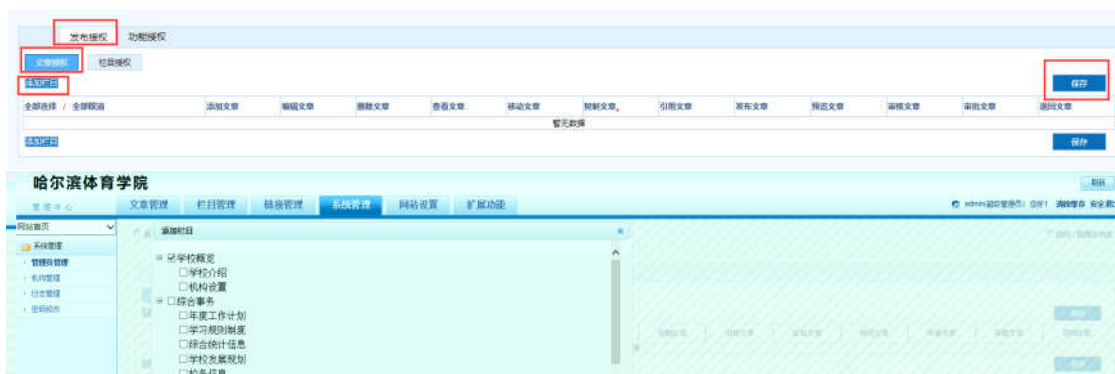 发布授权 功能授权
文章授权 栏目授权
添加栏目 保存
全部选择 / 全部取消 添加文章 编辑文章 删除文章 查看文章 移动文章 复制文章 引用文章 发布文章 预览文章 审核文章 审批文章 退回文章
暂无数据
添加栏目 保存
哈尔滨体育学院
刷新
管理中心 文章管理 栏目管理 链接管理 系统管理 网站设置 扩展功能
网站首页
系统管理
管理员管理
机构管理
日志管理
密码修改
添加栏目
学校概览
学校介绍
机构设置
综合事务
年度工作计划
学习规则制度
综合统计信息
学校发展规划
校务信息